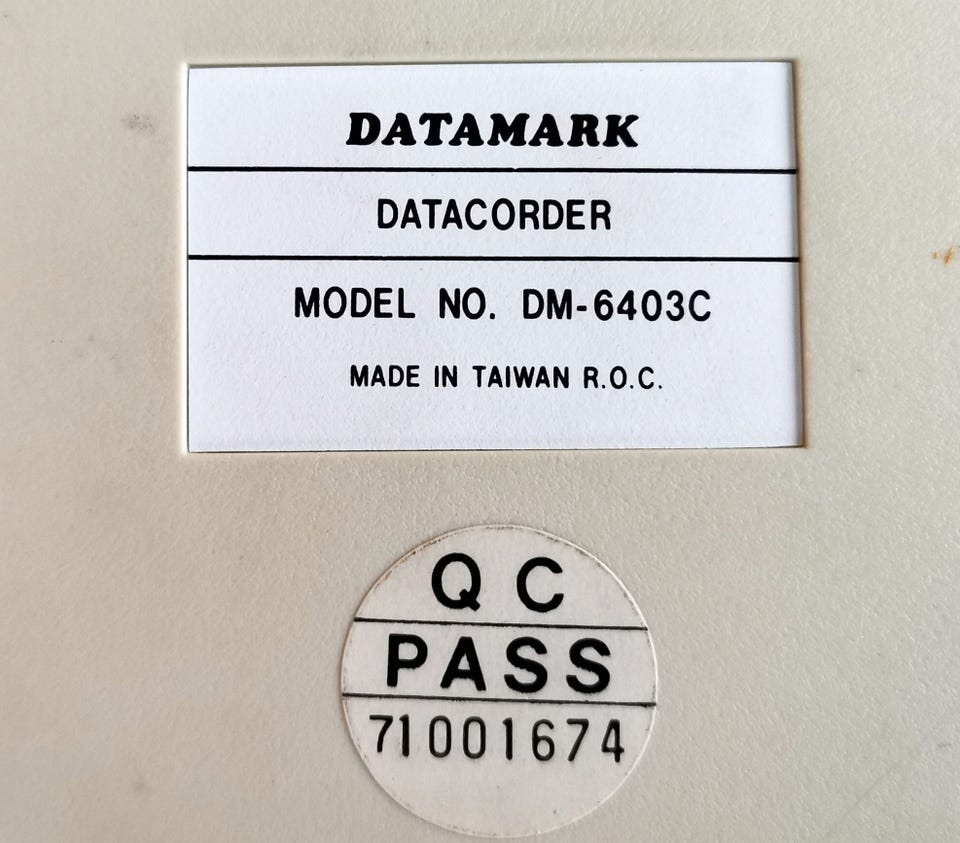 DATAMARK
DATACORDER
MODEL NO. DM-6403C
MADE IN TAIWAN R.O.C.
QC
PASS
71001674